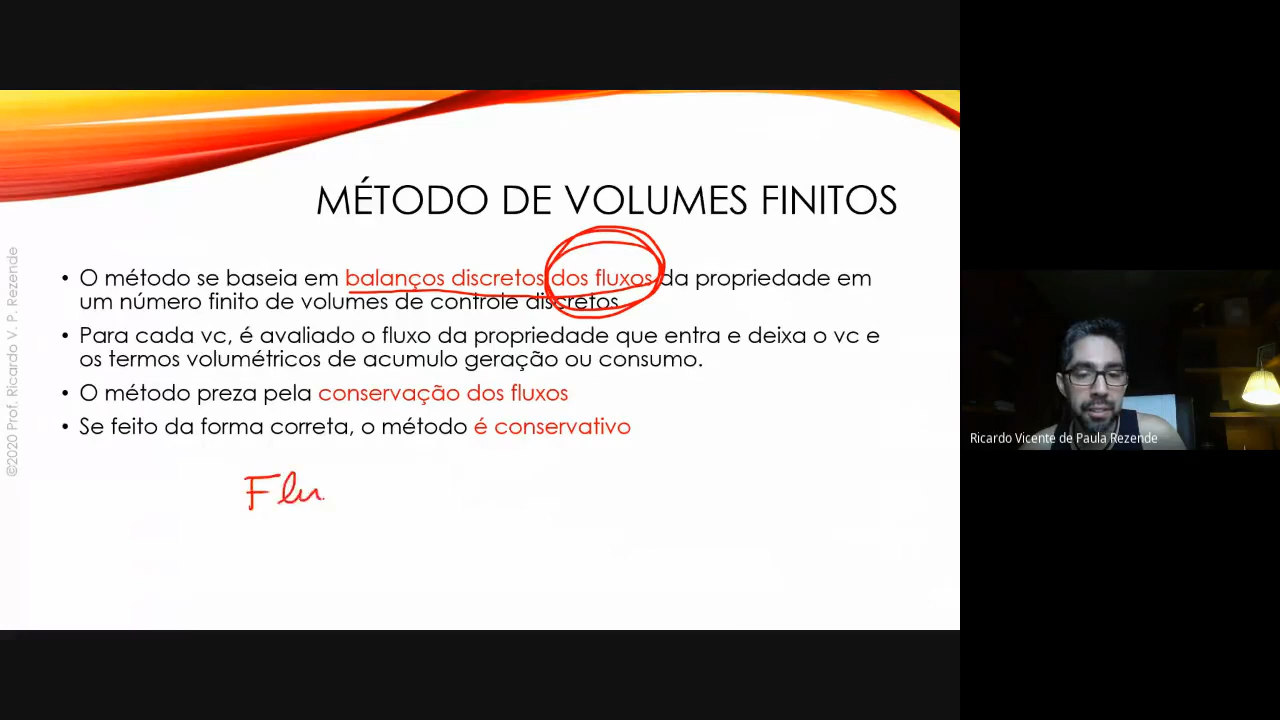 MÉTODO DE VOLUMES FINITOS
• O método se baseia em balanços discretos dos fluxos da propriedade em
um número finito de volumes de controle discretos.
• Para cada vc, é avaliado o fluxo da propriedade que entra e deixa o vc e
os termos volumétricos de acumulo geração ou consumo.
• O método preza pela conservação dos fluxos
• Se feito da forma correta, o método é conservativo
Flu
©2020 Prof. Ricardo V. P. Rezende
Ricardo Vicente de Paula Rezende